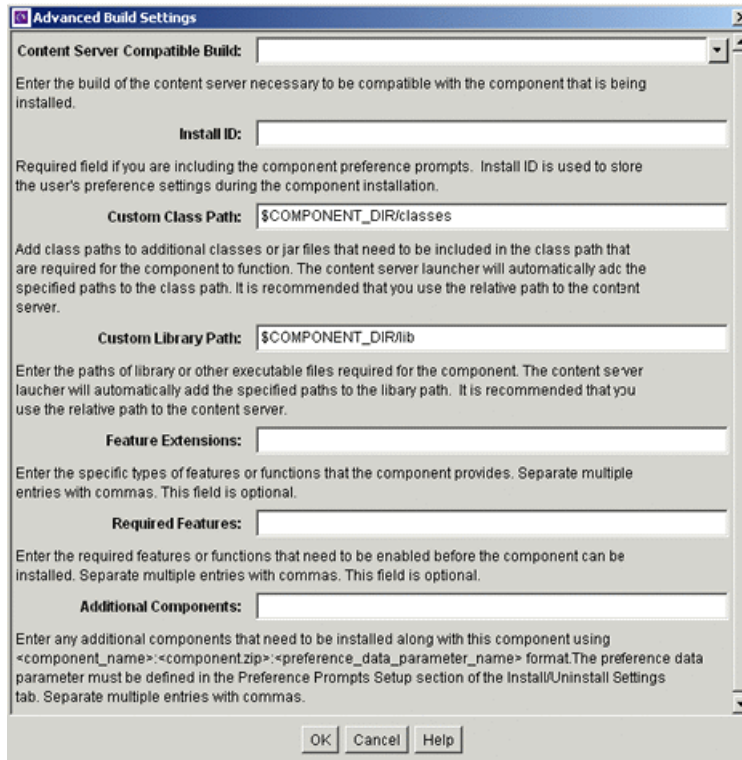 Advanced Build Settings
Content Server Compatible Build:
Enter the build of the content server necessary to be compatible with the component that is being
installed.
Install ID:
Required field if you are including the component preference prompts.  Install ID is used to store
the user's preference settings during the component installation.
Custom Class Path: $COMPONENT_DIR/classes
Add class paths to additional classes or jar files that need to be included in the class path that
are required for the component to function. The content server launcher will automatically add the
specified paths to the class path. It is recommended that you use the relative path to the content
server.
Custom Library Path: $COMPONENT_DIR/lib
Enter the paths of library or other executable files required for the component. The content server
laucher will automatically add the specified paths to the libary path.  It is recommended that you
use the relative path to the content server.
Feature Extensions:
Enter the specific types of features or functions that the component provides. Separate multiple
entries with commas. This field is optional.
Required Features:
Enter the required features or functions that need to be enabled before the component can be
installed. Separate multiple entries with commas. This field is optional.
Additional Components:
Enter any additional components that need to be installed along with this component using
<component_name>:<component.zip>:<preference_data_parameter_name> format.The preference data
parameter must be defined in the Preference Prompts Setup section of the Install/Uninstall Settings
tab. Separate multiple entries with commas.
OK Cancel Help